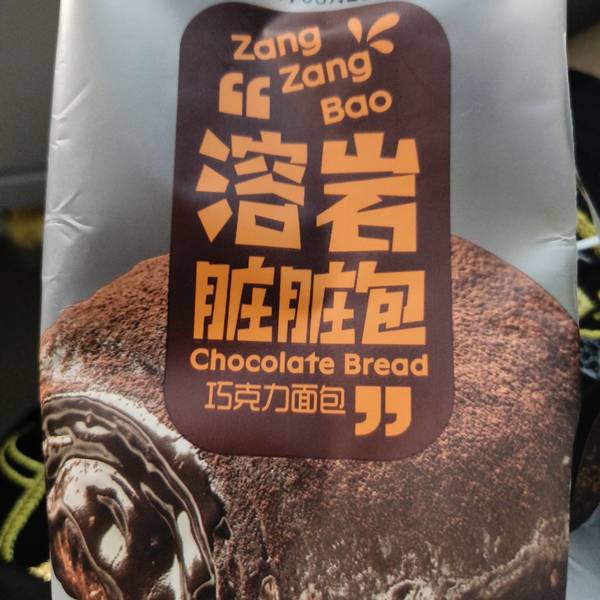 Zang
Zang
Bao
“溶岩
脏脏包
Chocolate Bread
巧克力面包”